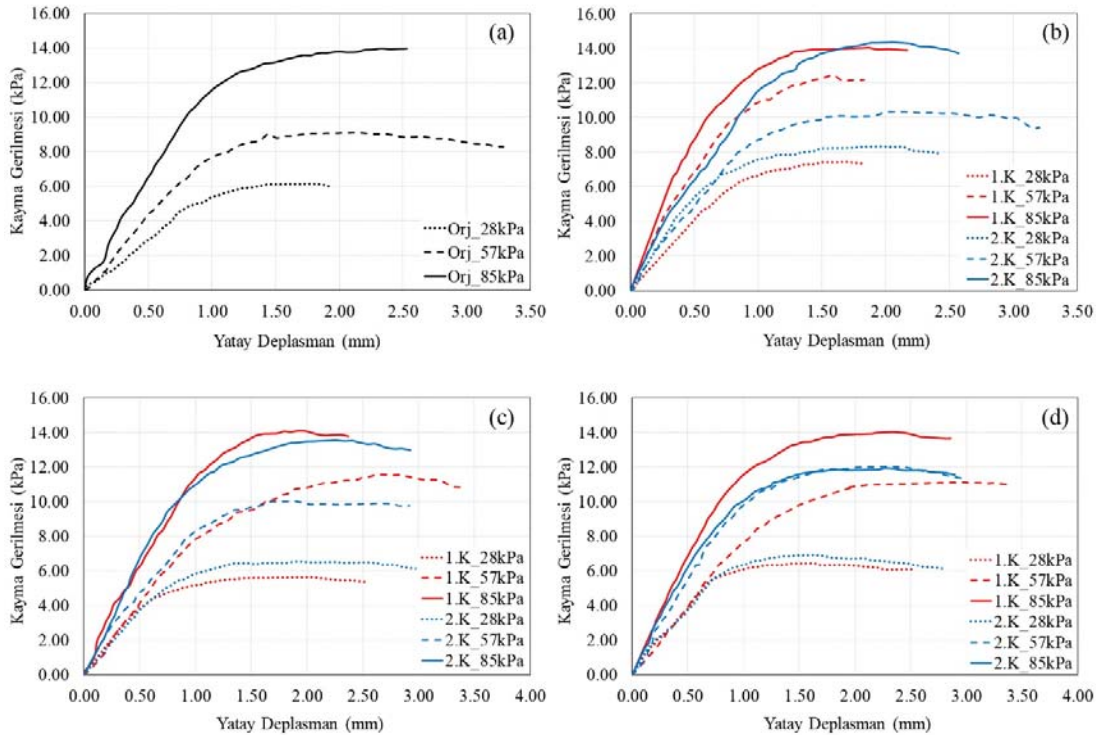 (a)
16.00
14.00
12.00
10.00
8.00
6.00
4.00
2.00
0.00
Kayma Gerilmesi (kPa)
Orj_28kPa
Orj_57kPa
Orj_85kPa
0.00 0.50 1.00 1.50 2.00 2.50 3.00 3.50
Yatay Deplasman (mm)
(b)
16.00
14.00
12.00
10.00
8.00
6.00
4.00
2.00
0.00
Kayma Gerilmesi (kPa)
1.K_28kPa
1.K_57kPa
1.K_85kPa
2.K_28kPa
2.K_57kPa
2.K_85kPa
0.00 0.50 1.00 1.50 2.00 2.50 3.00 3.50
Yatay Deplasman (mm)
(c)
16.00
14.00
12.00
10.00
8.00
6.00
4.00
2.00
0.00
Kayma Gerilmesi (kPa)
1.K_28kPa
1.K_57kPa
1.K_85kPa
2.K_28kPa
2.K_57kPa
2.K_85kPa
0.00 0.50 1.00 1.50 2.00 2.50 3.00 3.50 4.00
Yatay Deplasman (mm)
(d)
16.00
14.00
12.00
10.00
8.00
6.00
4.00
2.00
0.00
Kayma Gerilmesi (kPa)
1.K_28kPa
1.K_57kPa
1.K_85kPa
2.K_28kPa
2.K_57kPa
2.K_85kPa
0.00 0.50 1.00 1.50 2.00 2.50 3.00 3.50 4.00
Yatay Deplasman (mm)